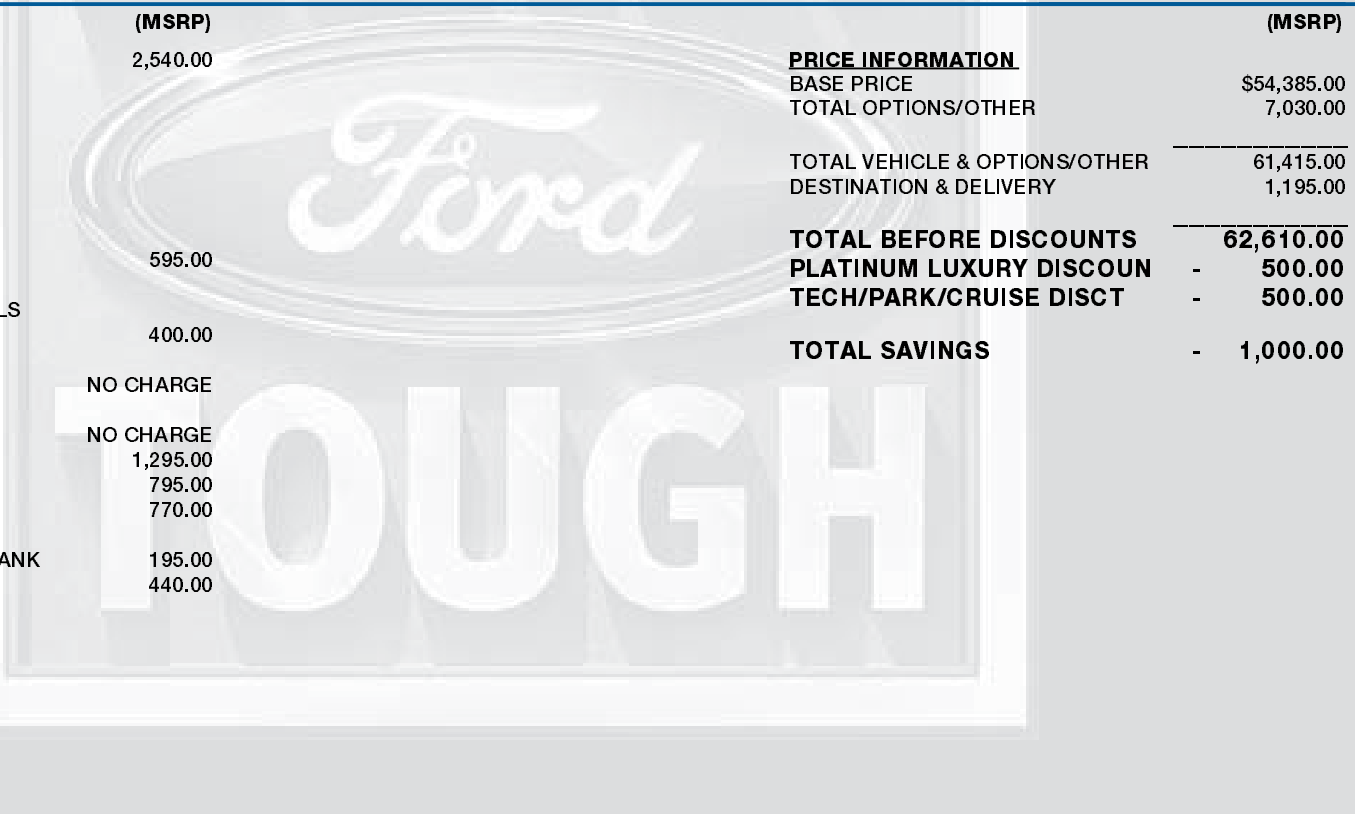 (MSRP)
2,540.00
595.00
LS
400.00
NO CHARGE
NO CHARGE
1,295.00
795.00
770.00
ANK 195.00
440.00
Ford
TOUGH
(MSRP)
PRICE INFORMATION
BASE PRICE $54,385.00
TOTAL OPTIONS/OTHER 7,030.00
TOTAL VEHICLE & OPTIONS/OTHER 61,415.00
DESTINATION & DELIVERY 1,195.00
TOTAL BEFORE DISCOUNTS 62,610.00
PLATINUM LUXURY DISCOUN - 500.00
TECH/PARK/CRUISE DISCT - 500.00
TOTAL SAVINGS - 1,000.00